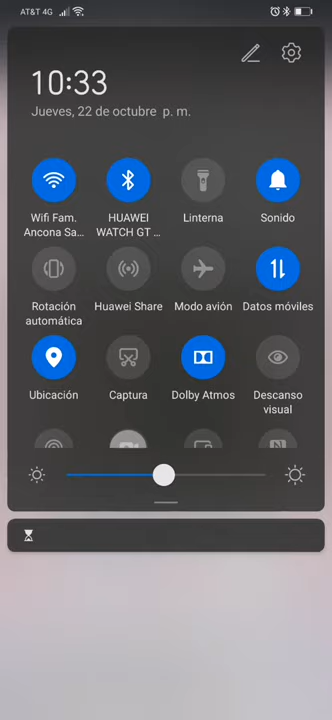 AT&T 4G
10:33
Jueves, 22 de octubre p. m.
Wifi Fam. Ancona Sa...
HUAWEI WATCH GT ...
Linterna
Sonido
Rotación automática
Huawei Share
Modo avión
Datos móviles
Ubicación
Captura
Dolby Atmos
Descanso visual